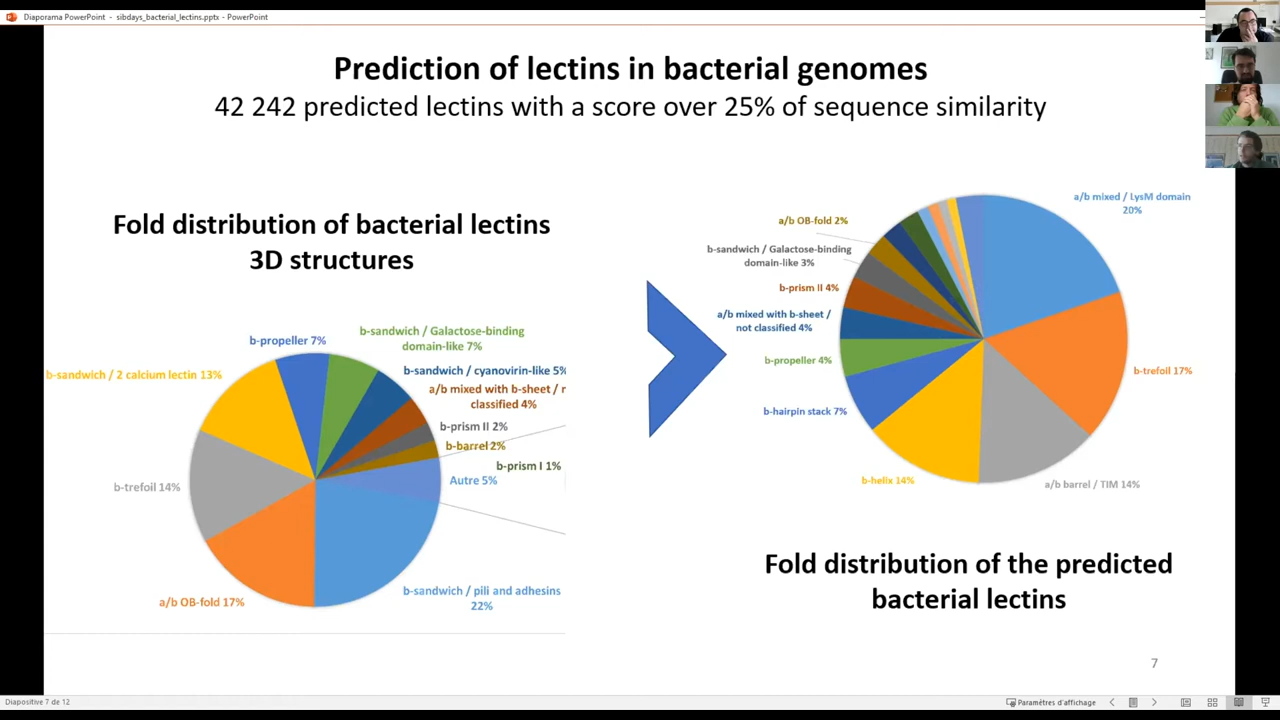 Diaporama PowerPoint - sibdays_bacterial_lectins.pptx - PowerPoint
Prediction of lectins in bacterial genomes
42 242 predicted lectins with a score over 25% of sequence similarity
Fold distribution of bacterial lectins
3D structures
b-propeller 7%
b-sandwich / Galactose-binding
domain-like 7%
b-sandwich / 2 calcium lectin 13%
b-sandwich / cyanovirin-like 5%
a/b mixed with b-sheet / n
classified 4%
b-prism II 2%
b-barrel 2%
b-prism I 1%
Autre 5%
b-trefoil 14%
a/b OB-fold 17%
b-sandwich / pili and adhesins
22%
a/b mixed / LysM domain
20%
a/b OB-fold 2%
b-sandwich / Galactose-binding
domain-like 3%
b-prism II 4%
a/b mixed with b-sheet /
not classified 4%
b-propeller 4%
b-trefoil 17%
b-hairpin stack 7%
b-helix 14%
a/b barrel / TIM 14%
Fold distribution of the predicted
bacterial lectins
7
Diapositive 7 de 12
Paramètres d'affichage